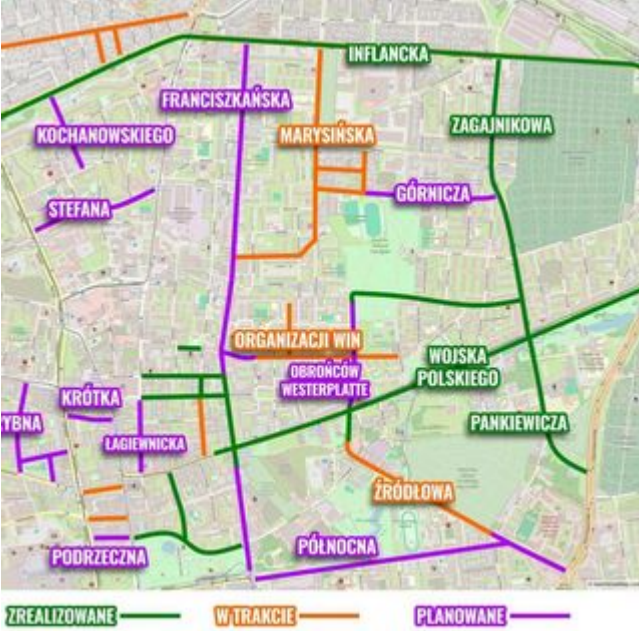 INFLANCKA
FRANCISZKAŃSKA
KOCHANOWSKIEGO
MARYSIŃSKA
ZAGAJNIKOWA
STEFANA
GÓRNICZA
ORGANIZACJI WIN
OBROŃCÓW
WESTERPLATTE
WOJSKA
POLSKIEGO
KRÓTKA
YBNA
ŁAGIEWNICKA
PANKIEWICZA
ŹRÓDŁOWA
PODRZECZNA
PÓŁNOCNA
ZREALIZOWANE
W TRAKCIE
PLANOWANE